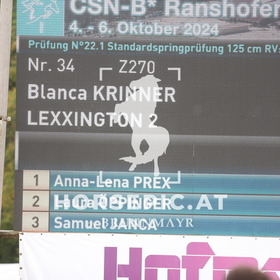 CSN-B* Ranshofen
4. - 6. Oktober 2024
Prüfung N°22.1 Standardspringprüfung 125 cm RV
Nr. 34 Z270
Blanca KRINNER
LEXXINGTON 2
HORSEPIC.AT
1 Anna-Lena PREX
2 Laura
3 Samuel JANCA